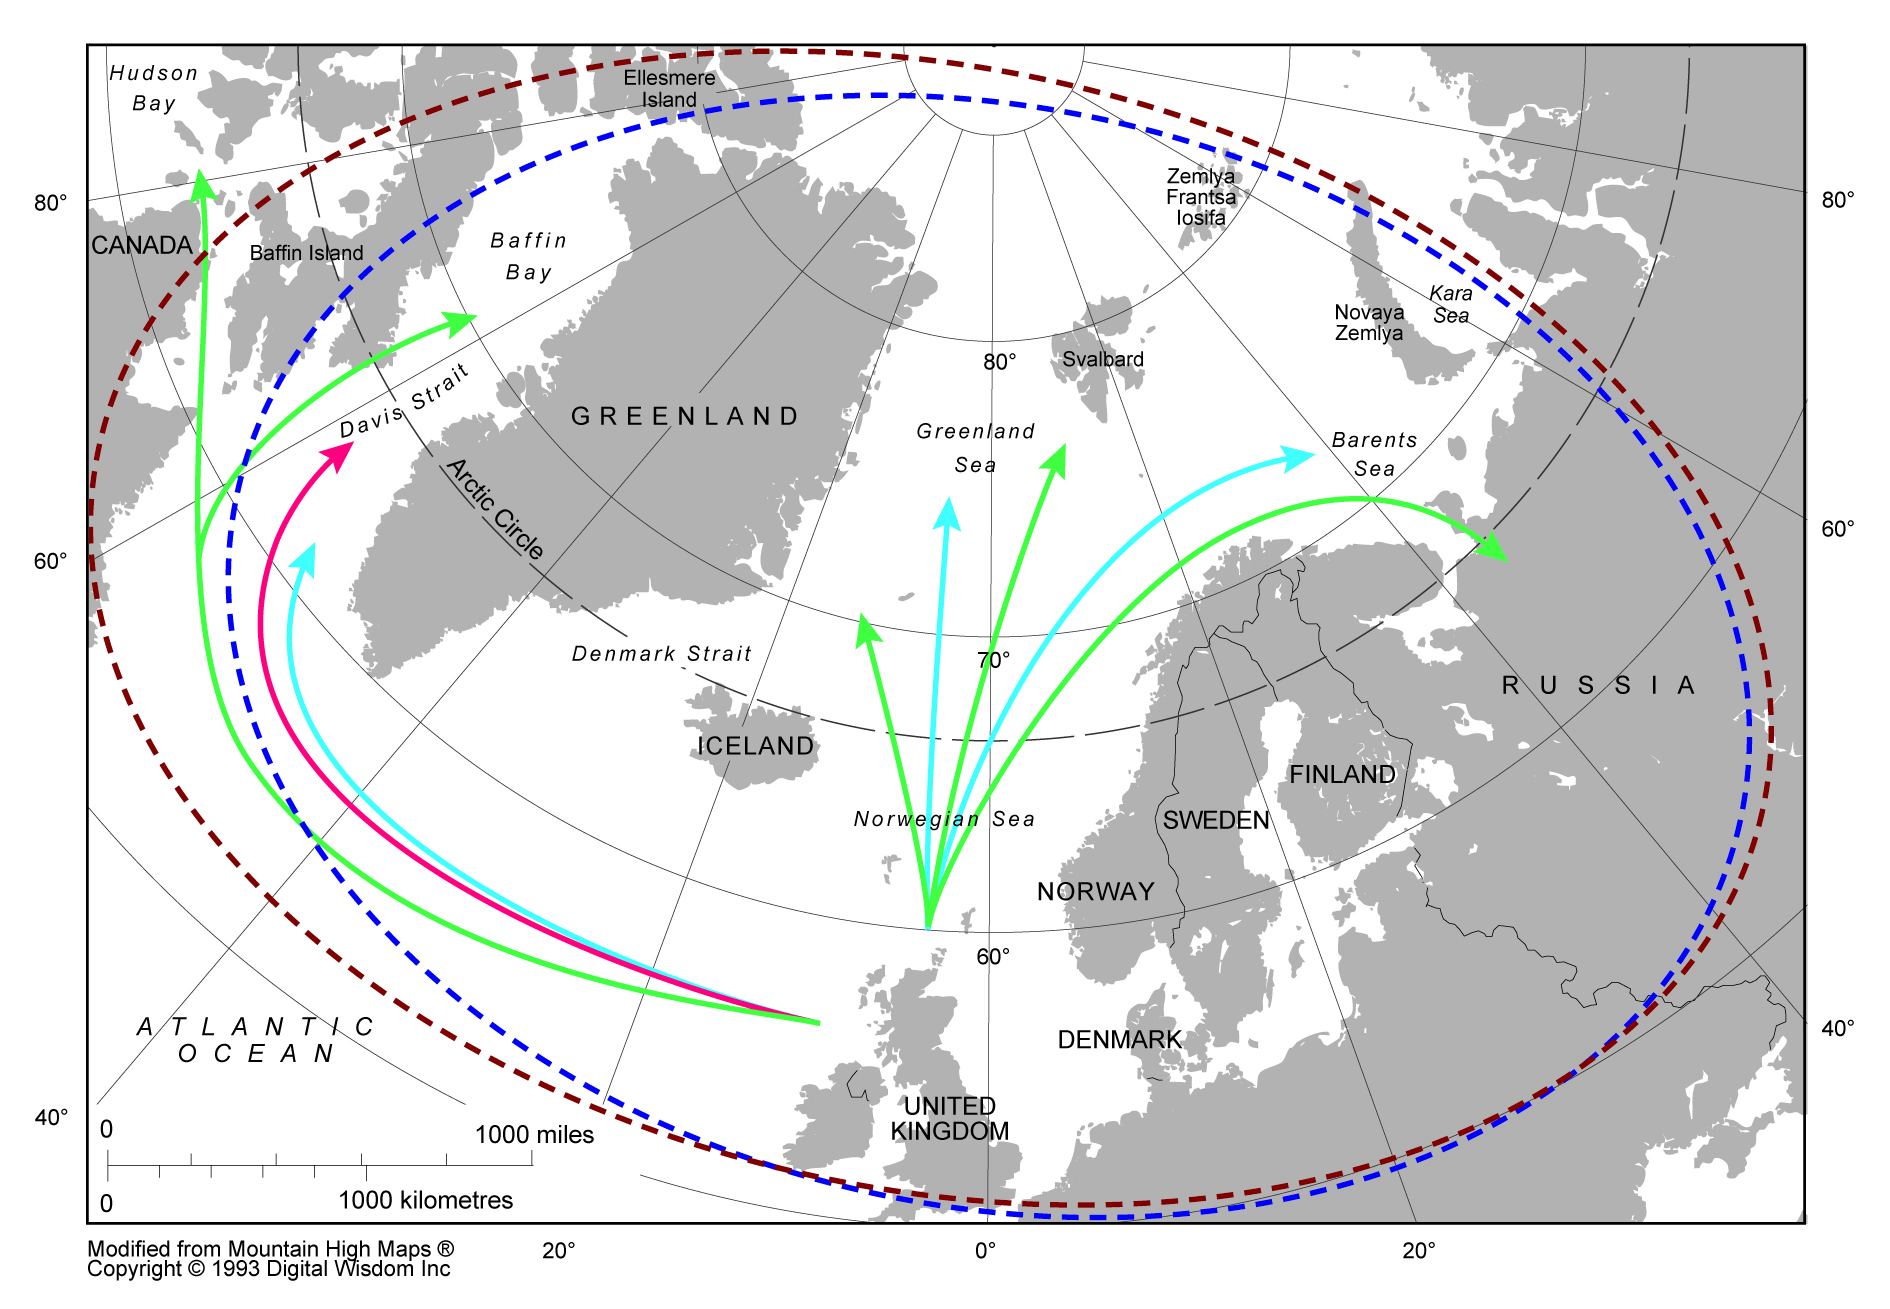 Hudson
Bay
Ellesmere
Island
Zemlya
Frantsa
Iosifa
80°
80°
CANADA
Baffin Island
Baffin
Bay
Kara
Sea
Novaya
Zemlya
80°
Svalbard
Davis Strait
GREENLAND
Greenland
Sea
Barents
Sea
Arctic Circle
60°
60°
Denmark Strait
70°
RUSSIA
ICELAND
FINLAND
Norwegian Sea
SWEDEN
NORWAY
60°
ATLANTIC
OCEAN
DENMARK
40°
40°
UNITED
KINGDOM
0
1000 miles
0
1000 kilometres
Modified from Mountain High Maps ®
Copyright © 1993 Digital Wisdom Inc
20°
0°
20°